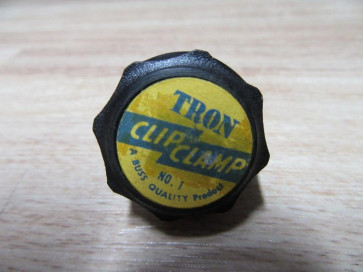 TRON
CLIP
CLAMP
NO. 1
A BUSS QUALITY Product